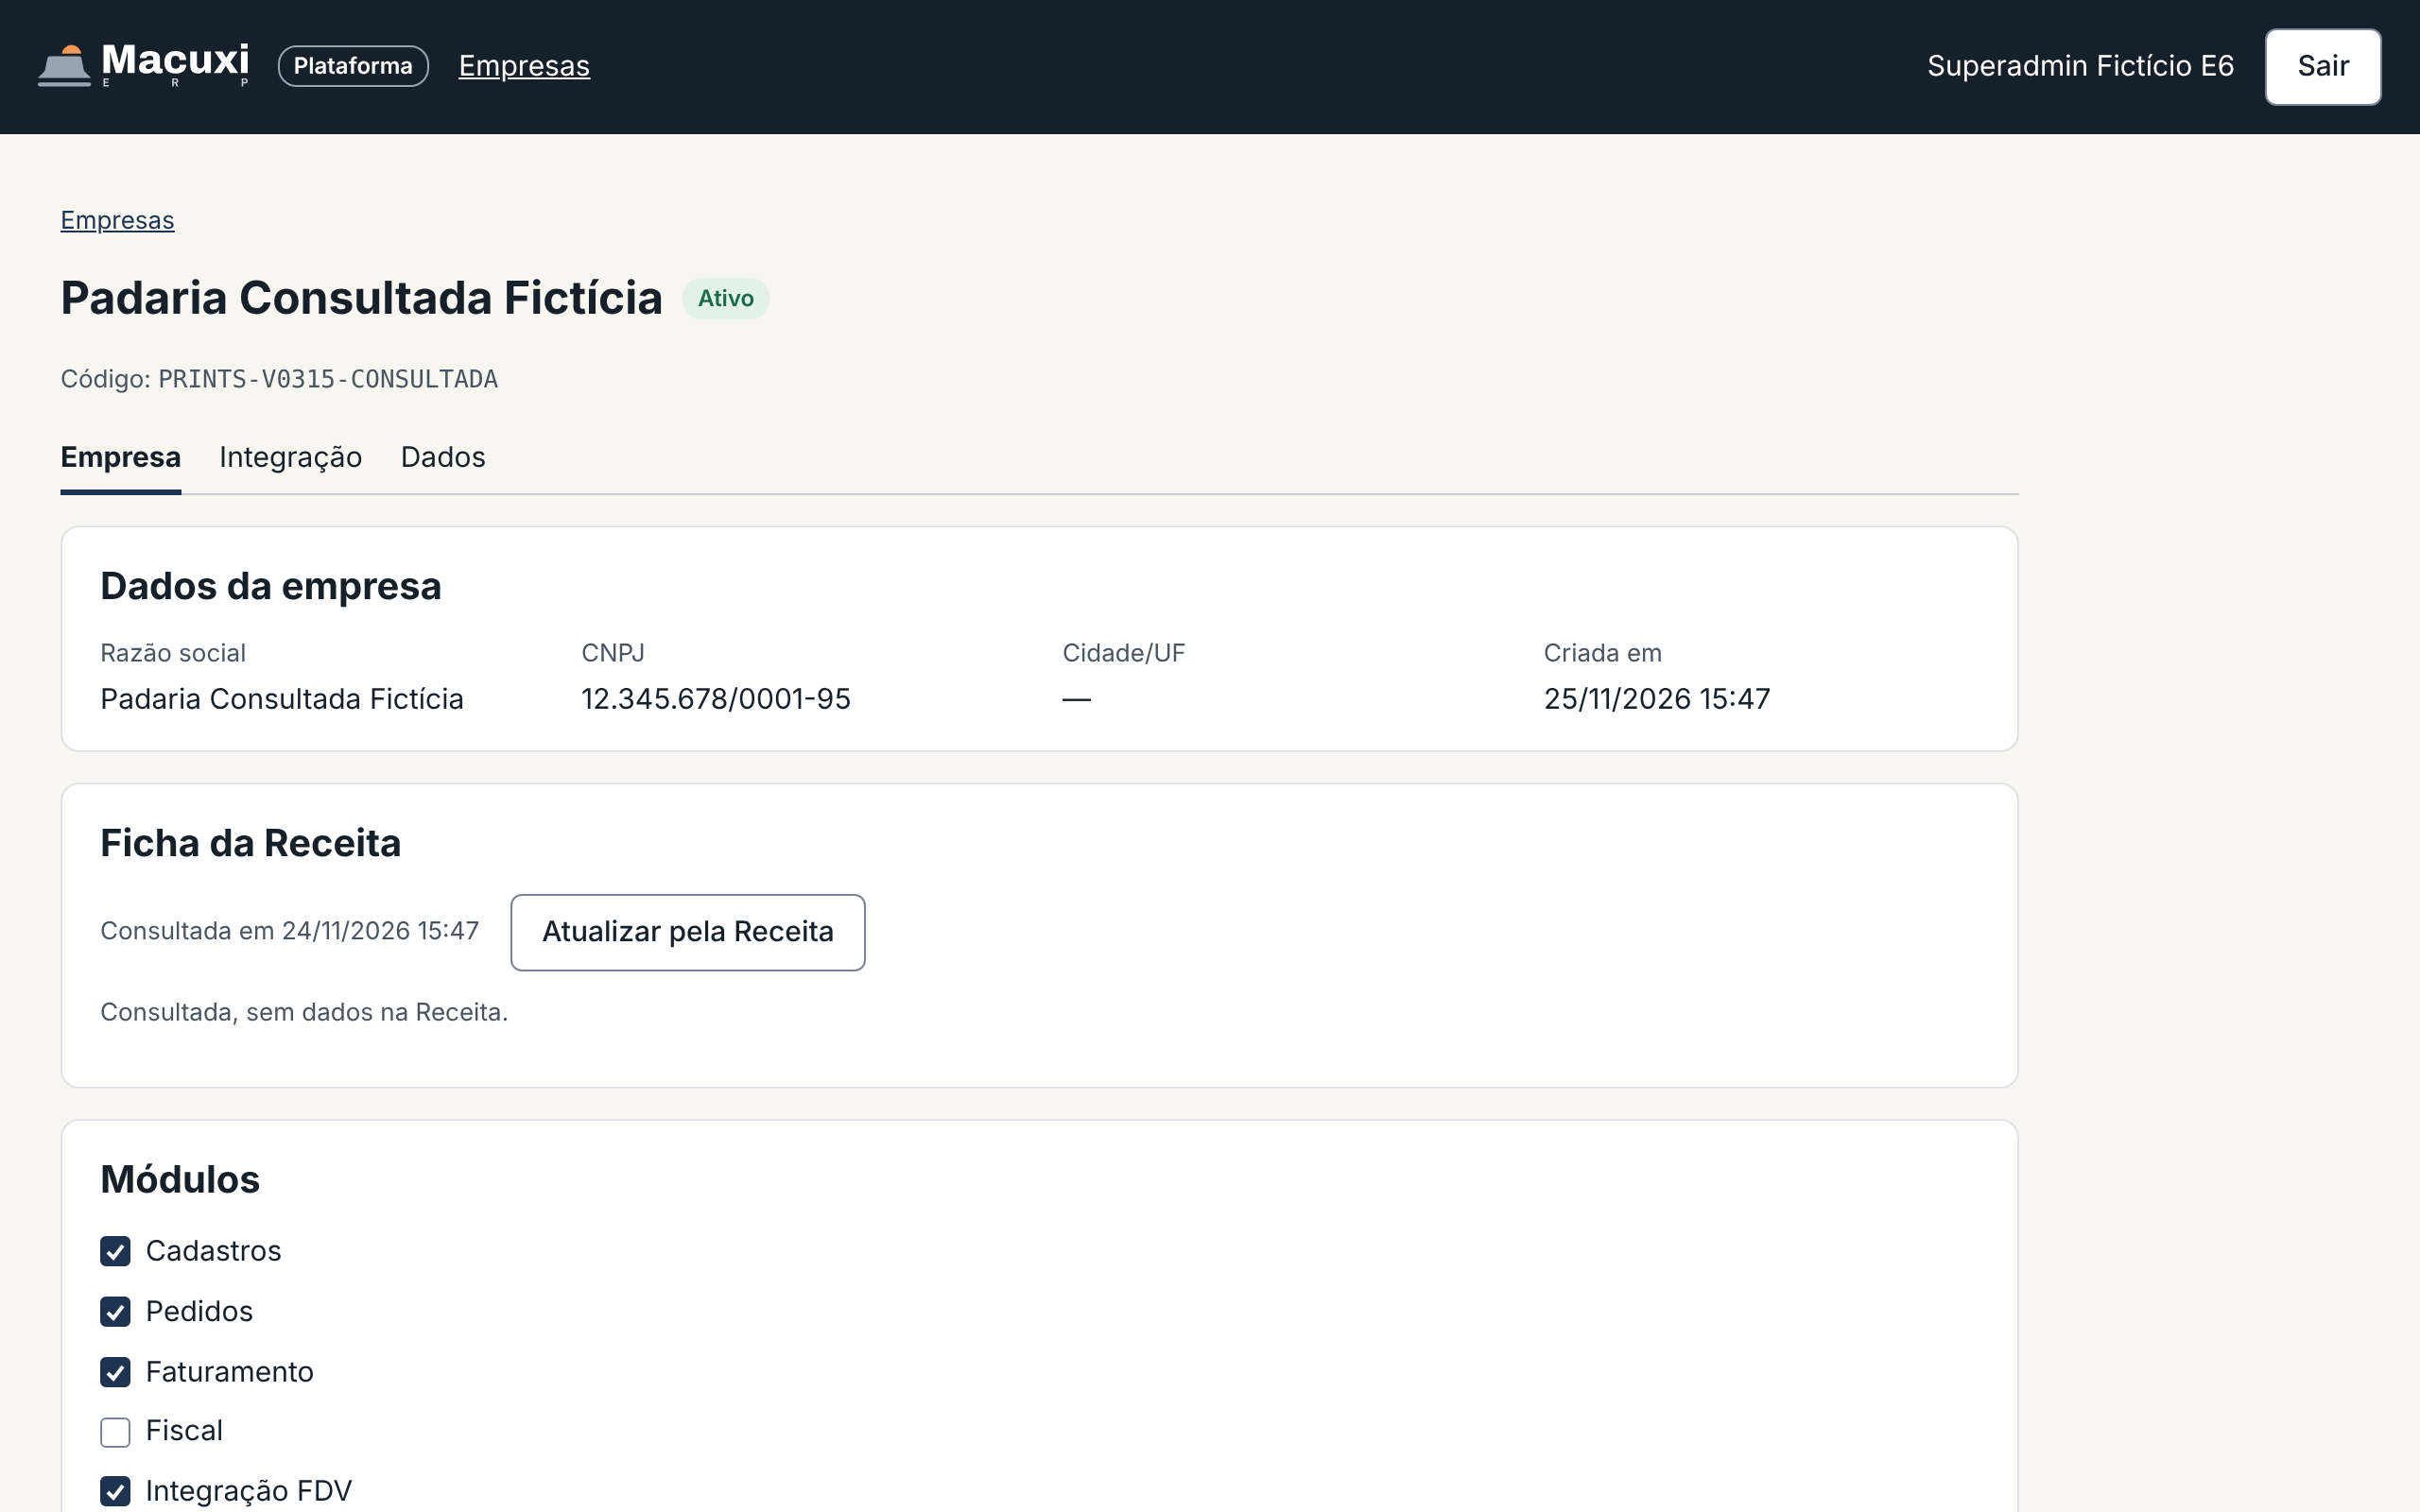 Macuxi
E R P
Plataforma
Empresas
Superadmin Fictício E6
Sair
Empresas
Padaria Consultada Fictícia
Ativo
Código: PRINTS-V0315-CONSULTADA
Empresa
Integração
Dados
Dados da empresa
Razão social
Padaria Consultada Fictícia
CNPJ
12.345.678/0001-95
Cidade/UF
—
Criada em
25/11/2026 15:47
Ficha da Receita
Consultada em 24/11/2026 15:47
Atualizar pela Receita
Consultada, sem dados na Receita.
Módulos
Cadastros
Pedidos
Faturamento
Fiscal
Integração FDV